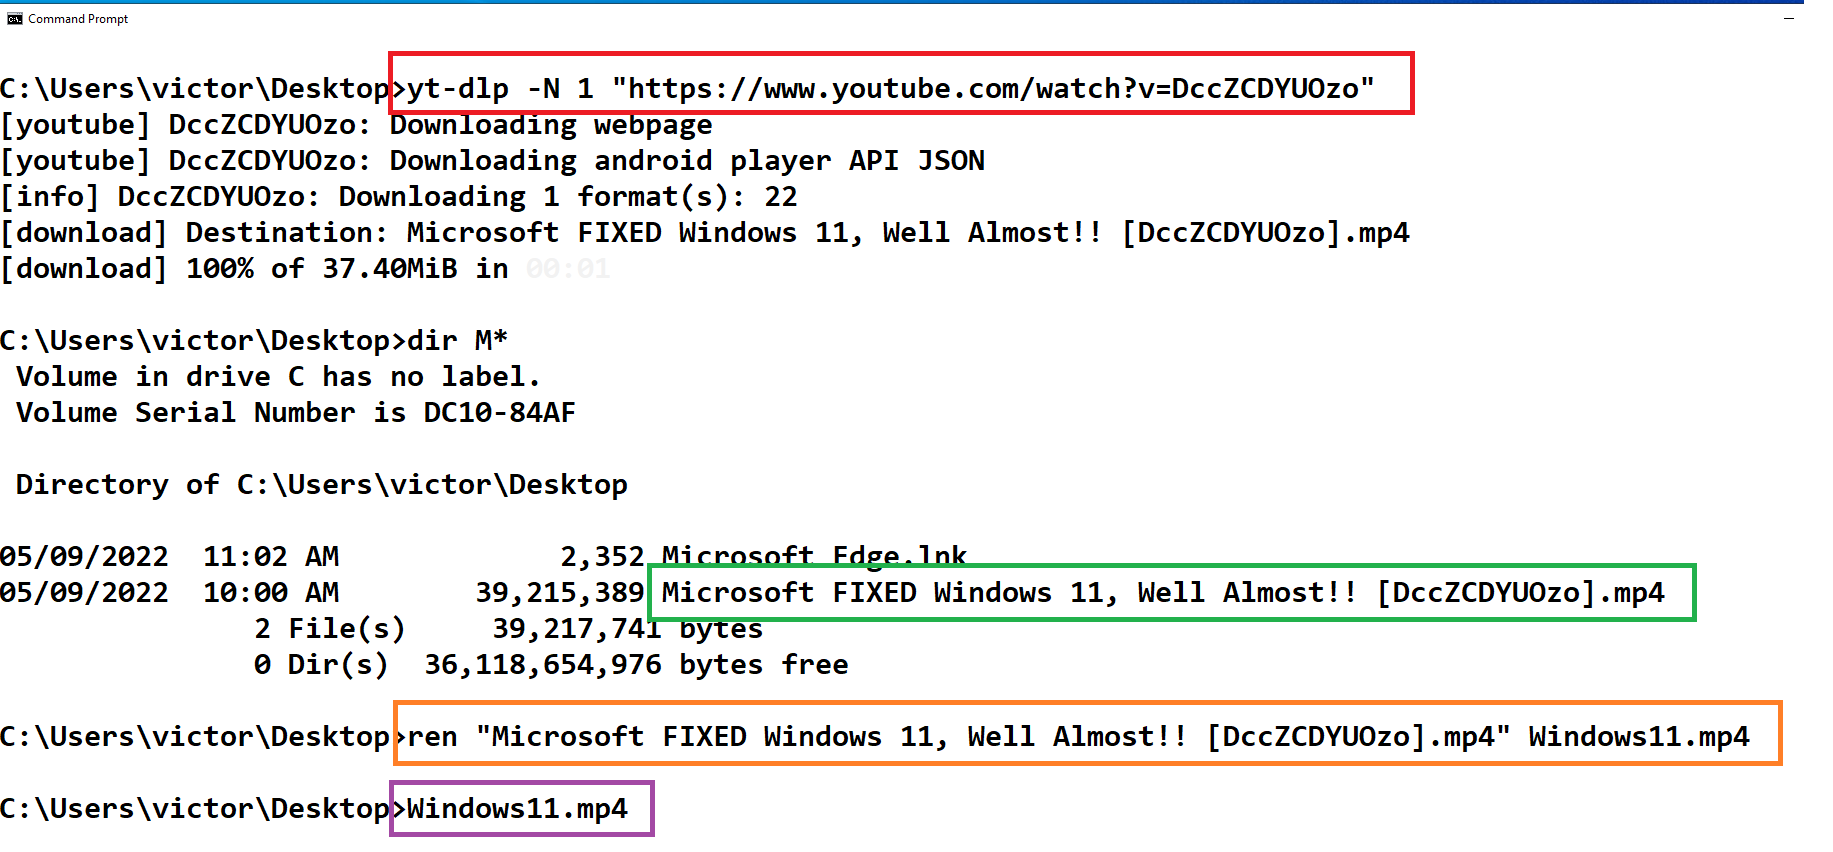 Command Prompt
C:\Users\victor\Desktop>yt-dlp -N 1 "https://www.youtube.com/watch?v=DccZCDYUOzo"
[youtube] DccZCDYUOzo: Downloading webpage
[youtube] DccZCDYUOzo: Downloading android player API JSON
[info] DccZCDYUOzo: Downloading 1 format(s): 22
[download] Destination: Microsoft FIXED Windows 11, Well Almost!! [DccZCDYUOzo].mp4
[download] 100% of 37.40MiB in 00:01
C:\Users\victor\Desktop>dir M*
Volume in drive C has no label.
Volume Serial Number is DC10-84AF
Directory of C:\Users\victor\Desktop
05/09/2022  11:02 AM             2,352 Microsoft Edge.lnk
05/09/2022  10:00 AM        39,215,389 Microsoft FIXED Windows 11, Well Almost!! [DccZCDYUOzo].mp4
2 File(s)     39,217,741 bytes
0 Dir(s)  36,118,654,976 bytes free
C:\Users\victor\Desktop>ren "Microsoft FIXED Windows 11, Well Almost!! [DccZCDYUOzo].mp4" Windows11.mp4
C:\Users\victor\Desktop>Windows11.mp4